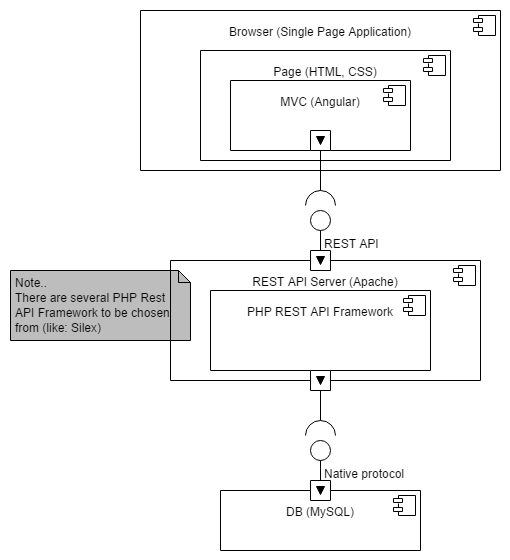 Browser (Single Page Application)
Page (HTML, CSS)
MVC (Angular)
REST API
Note..
There are several PHP Rest
API Framework to be chosen
from (like: Silex)
REST API Server (Apache)
PHP REST API Framework
Native protocol
DB (MySQL)